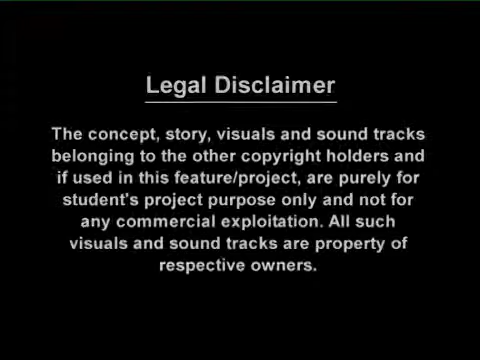 Legal Disclaimer
The concept, story, visuals and sound tracks
belonging to the other copyright holders and
if used in this feature/project, are purely for
student's project purpose only and not for
any commercial exploitation. All such
visuals and sound tracks are property of
respective owners.